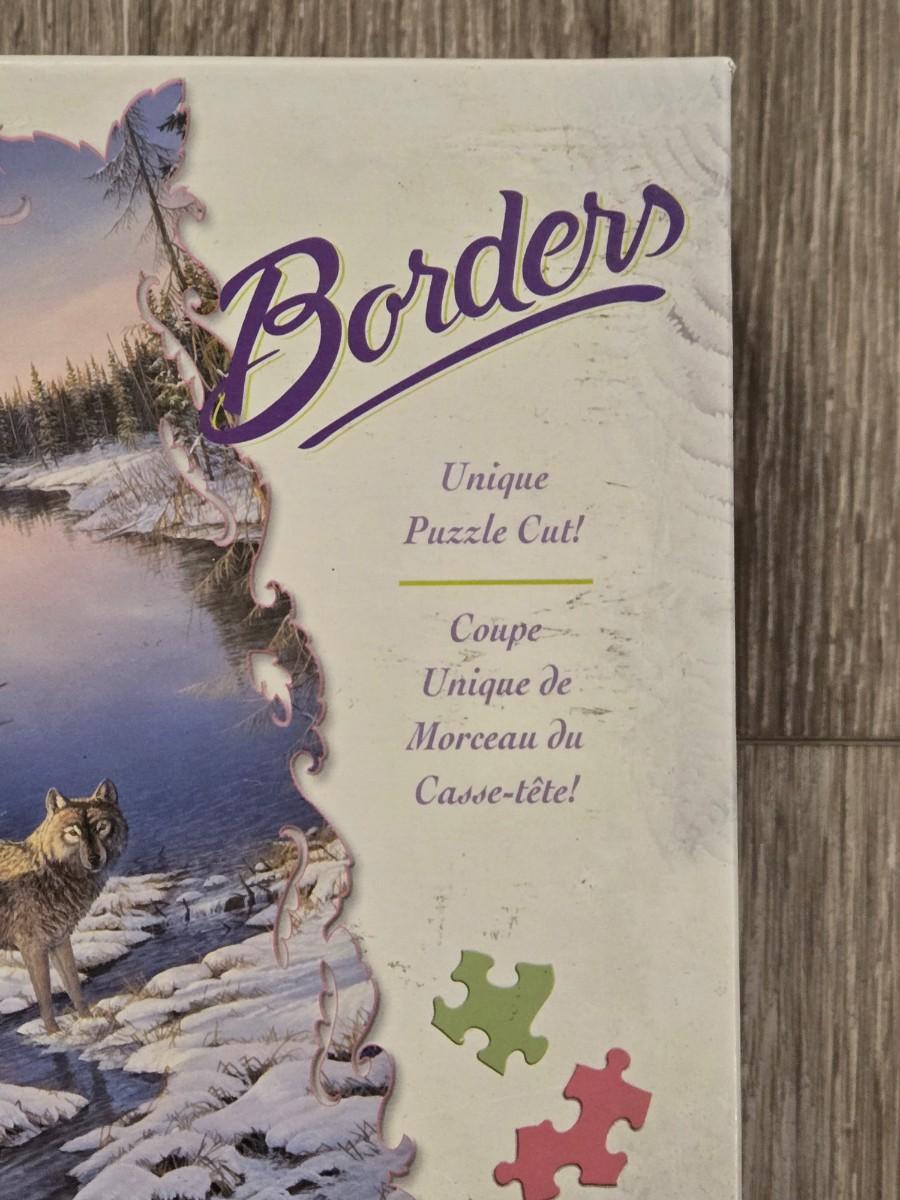 Borders
Unique
Puzzle Cut!
Coupe
Unique de
Morceau du
Casse-tête!